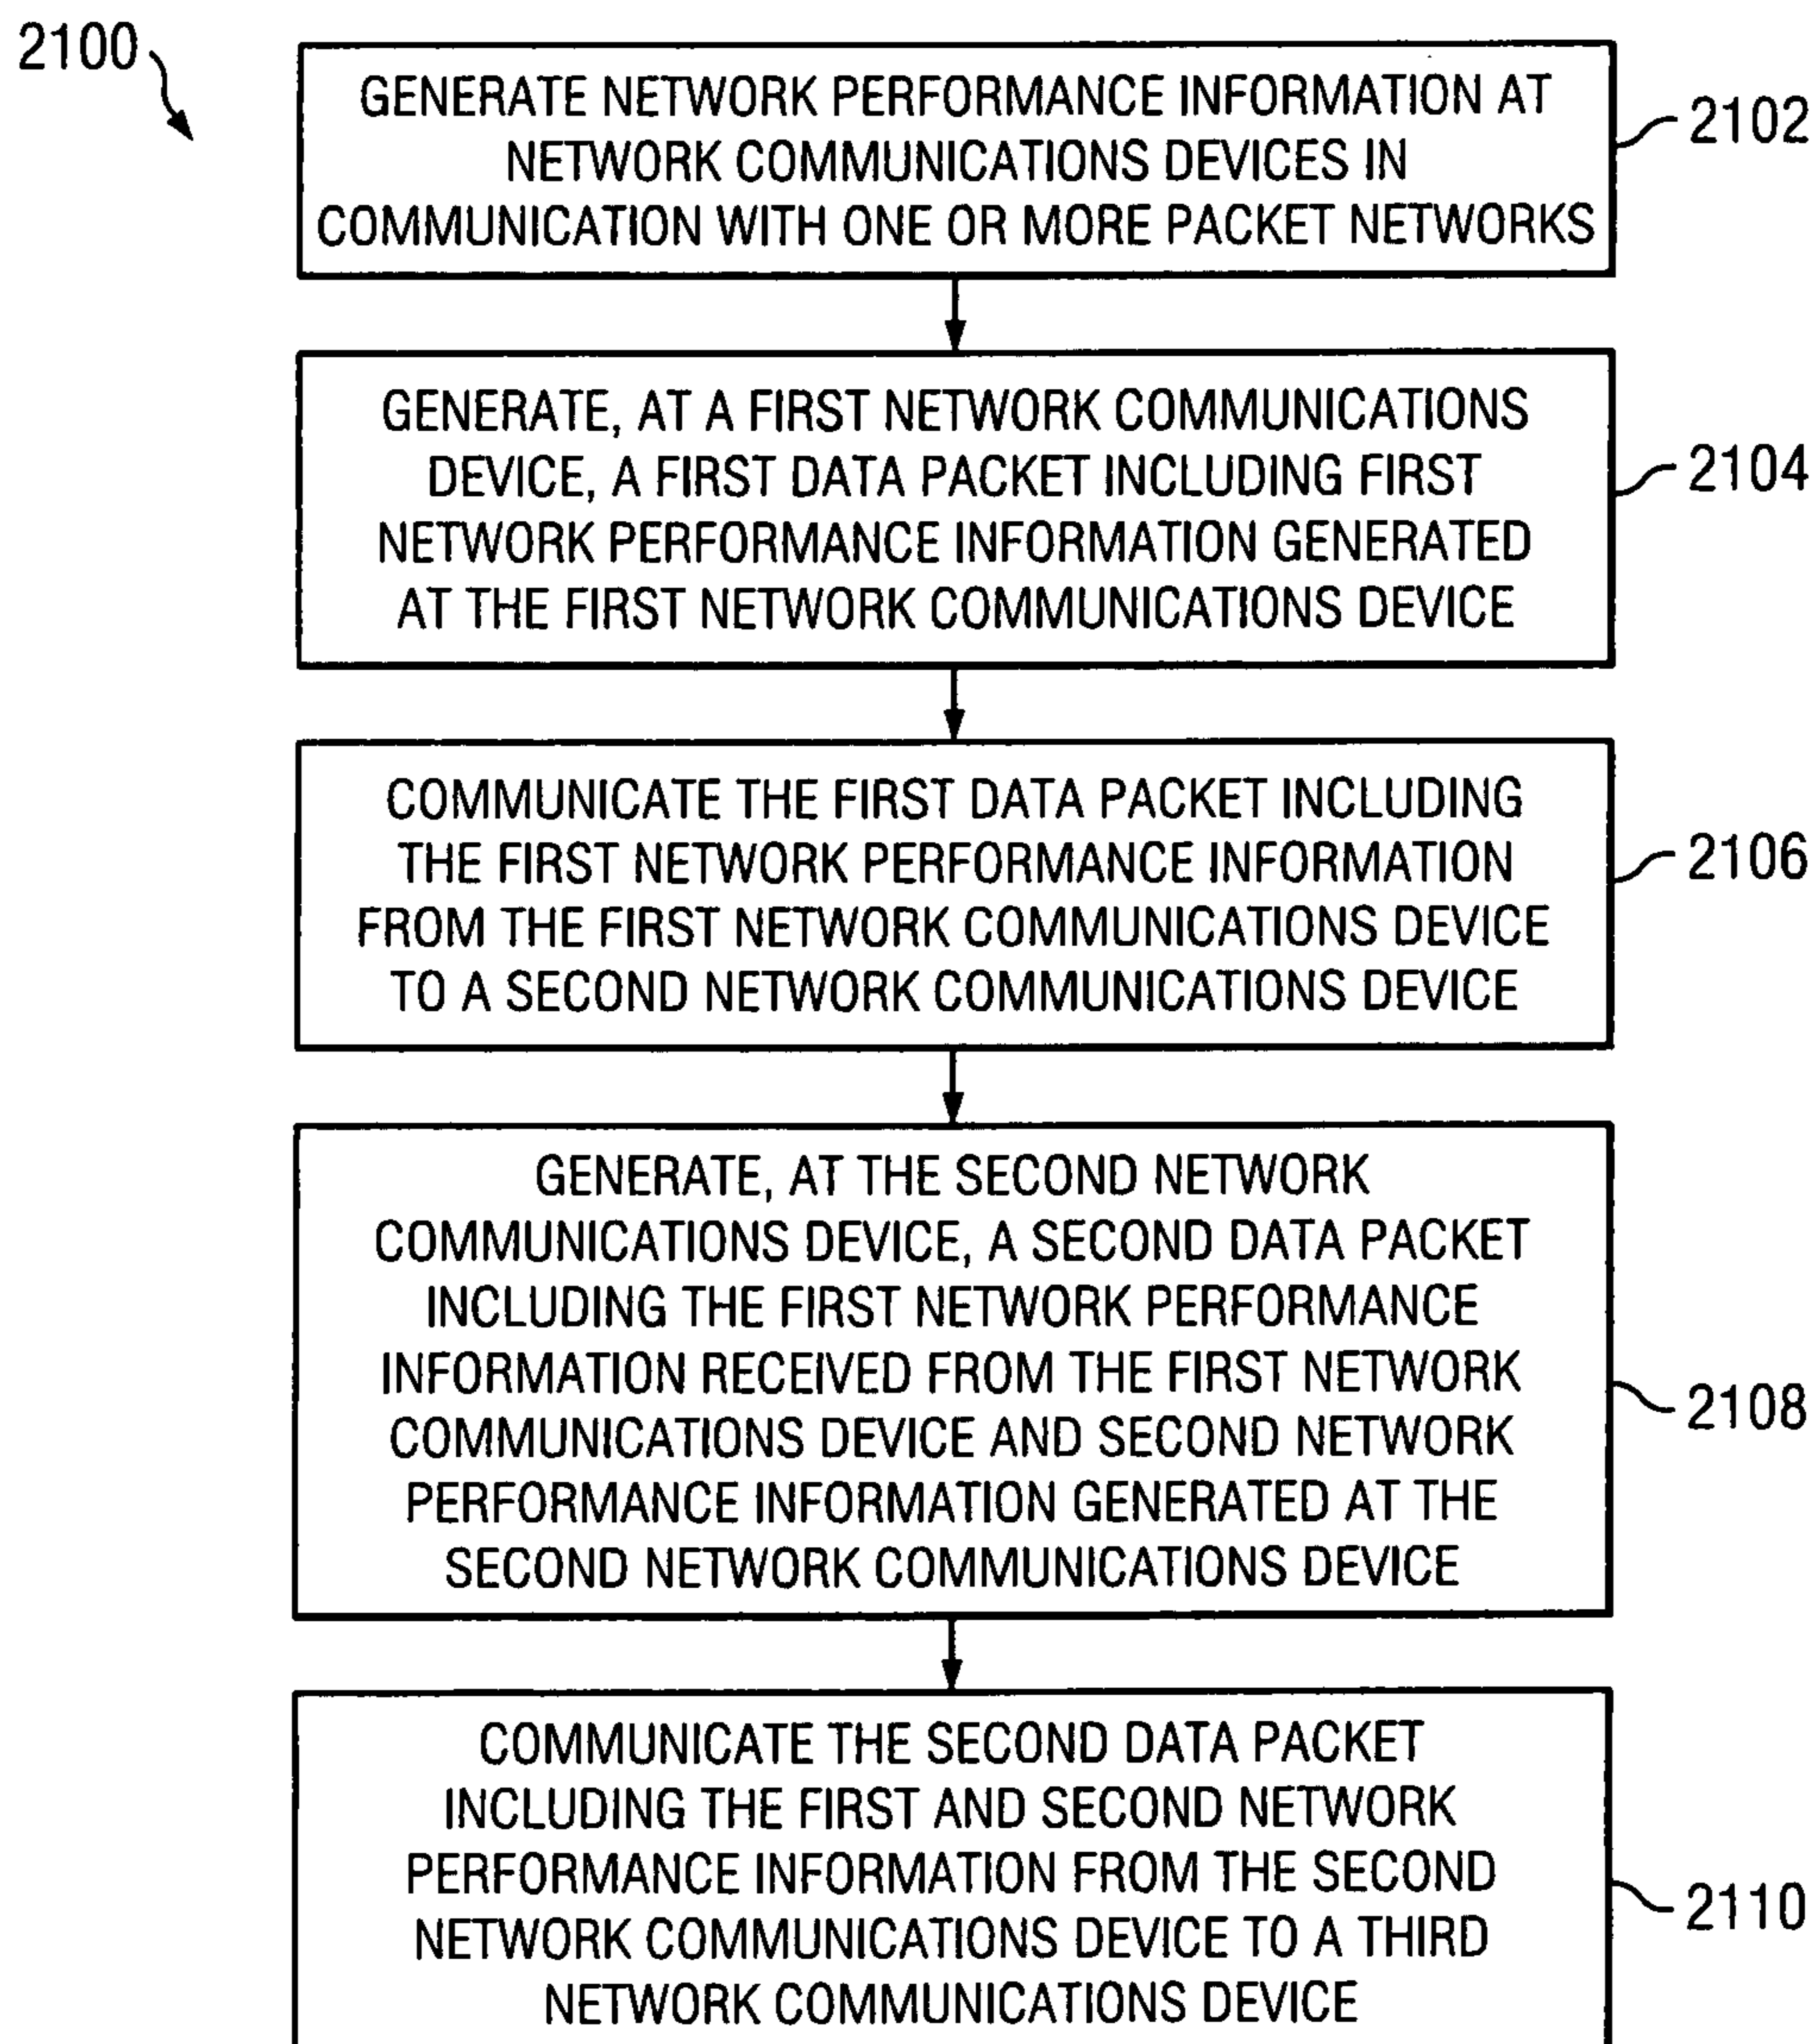 2100
GENERATE NETWORK PERFORMANCE INFORMATION AT
NETWORK COMMUNICATIONS DEVICES IN
COMMUNICATION WITH ONE OR MORE PACKET NETWORKS
2102
GENERATE, AT A FIRST NETWORK COMMUNICATIONS
DEVICE, A FIRST DATA PACKET INCLUDING FIRST
NETWORK PERFORMANCE INFORMATION GENERATED
AT THE FIRST NETWORK COMMUNICATIONS DEVICE
2104
COMMUNICATE THE FIRST DATA PACKET INCLUDING
THE FIRST NETWORK PERFORMANCE INFORMATION
FROM THE FIRST NETWORK COMMUNICATIONS DEVICE
TO A SECOND NETWORK COMMUNICATIONS DEVICE
2106
GENERATE, AT THE SECOND NETWORK
COMMUNICATIONS DEVICE, A SECOND DATA PACKET
INCLUDING THE FIRST NETWORK PERFORMANCE
INFORMATION RECEIVED FROM THE FIRST NETWORK
COMMUNICATIONS DEVICE AND SECOND NETWORK
PERFORMANCE INFORMATION GENERATED AT THE
SECOND NETWORK COMMUNICATIONS DEVICE
2108
COMMUNICATE THE SECOND DATA PACKET
INCLUDING THE FIRST AND SECOND NETWORK
PERFORMANCE INFORMATION FROM THE SECOND
NETWORK COMMUNICATIONS DEVICE TO A THIRD
NETWORK COMMUNICATIONS DEVICE
2110